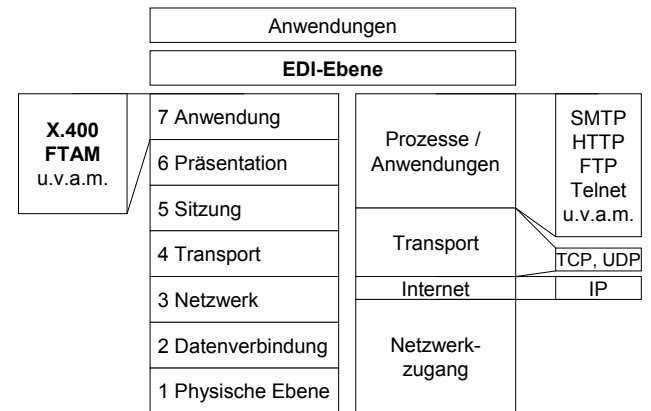 Anwendungen
EDI-Ebene
X.400
FTAM
u.v.a.m.
7 Anwendung
6 Präsentation
5 Sitzung
4 Transport
3 Netzwerk
2 Datenverbindung
1 Physische Ebene
Prozesse /
Anwendungen
Transport
Internet
Netzwerk-
zugang
SMTP
HTTP
FTP
Telnet
u.v.a.m.
TCP, UDP
IP